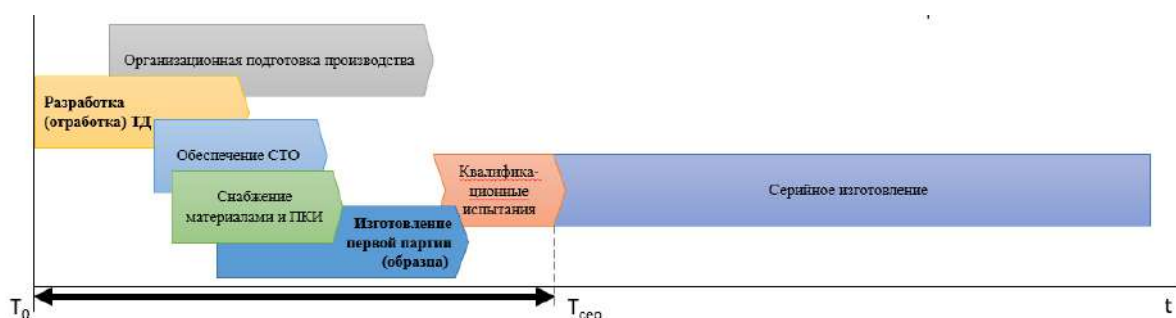 Организационная подготовка производства
Разработка
(отработка) ТД
Обеспечение СТО
Снабжение
материалами и ПКИ
Изготовление
первой партии
(образца)
Квалифика-
ционные
испытания
Серийное изготовление
T₀
Tсер
t